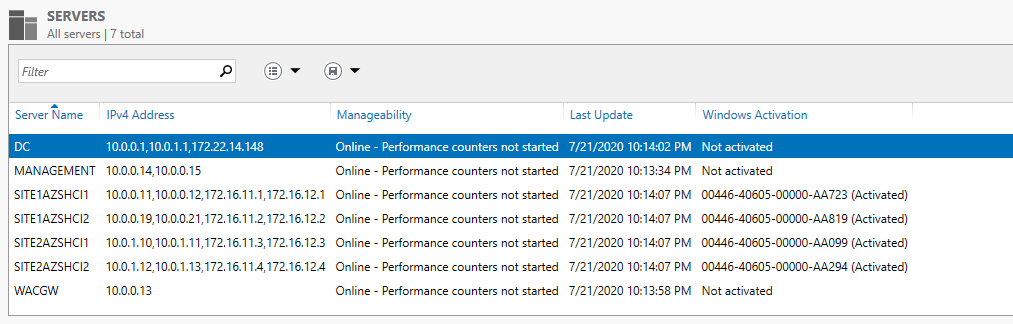 SERVERS
All servers | 7 total
Filter
Server Name IPv4 Address Manageability Last Update Windows Activation
DC 10.0.0.1,10.0.1.1,172.22.14.148 Online - Performance counters not started 7/21/2020 10:14:02 PM Not activated
MANAGEMENT 10.0.0.14,10.0.0.15 Online - Performance counters not started 7/21/2020 10:13:34 PM Not activated
SITE1AZSHCI1 10.0.0.11,10.0.0.12,172.16.11.1,172.16.12.1 Online - Performance counters not started 7/21/2020 10:14:07 PM 00446-40605-00000-AA723 (Activated)
SITE1AZSHCI2 10.0.0.19,10.0.0.21,172.16.11.2,172.16.12.2 Online - Performance counters not started 7/21/2020 10:14:07 PM 00446-40605-00000-AA819 (Activated)
SITE2AZSHCI1 10.0.1.10,10.0.1.11,172.16.11.3,172.16.12.3 Online - Performance counters not started 7/21/2020 10:14:07 PM 00446-40605-00000-AA099 (Activated)
SITE2AZSHCI2 10.0.1.12,10.0.1.13,172.16.11.4,172.16.12.4 Online - Performance counters not started 7/21/2020 10:14:07 PM 00446-40605-00000-AA294 (Activated)
WACGW 10.0.0.13 Online - Performance counters not started 7/21/2020 10:13:58 PM Not activated